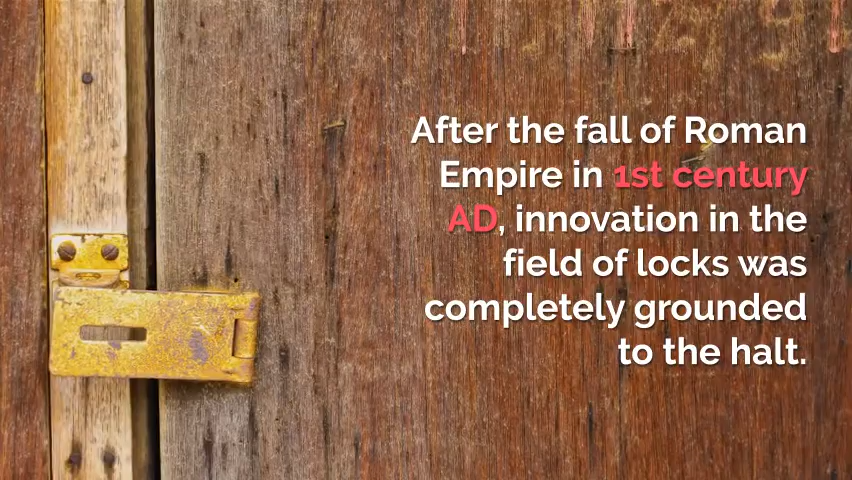 After the fall of Roman
Empire in 1st century
AD, innovation in the
field of locks was
completely grounded
to the halt.